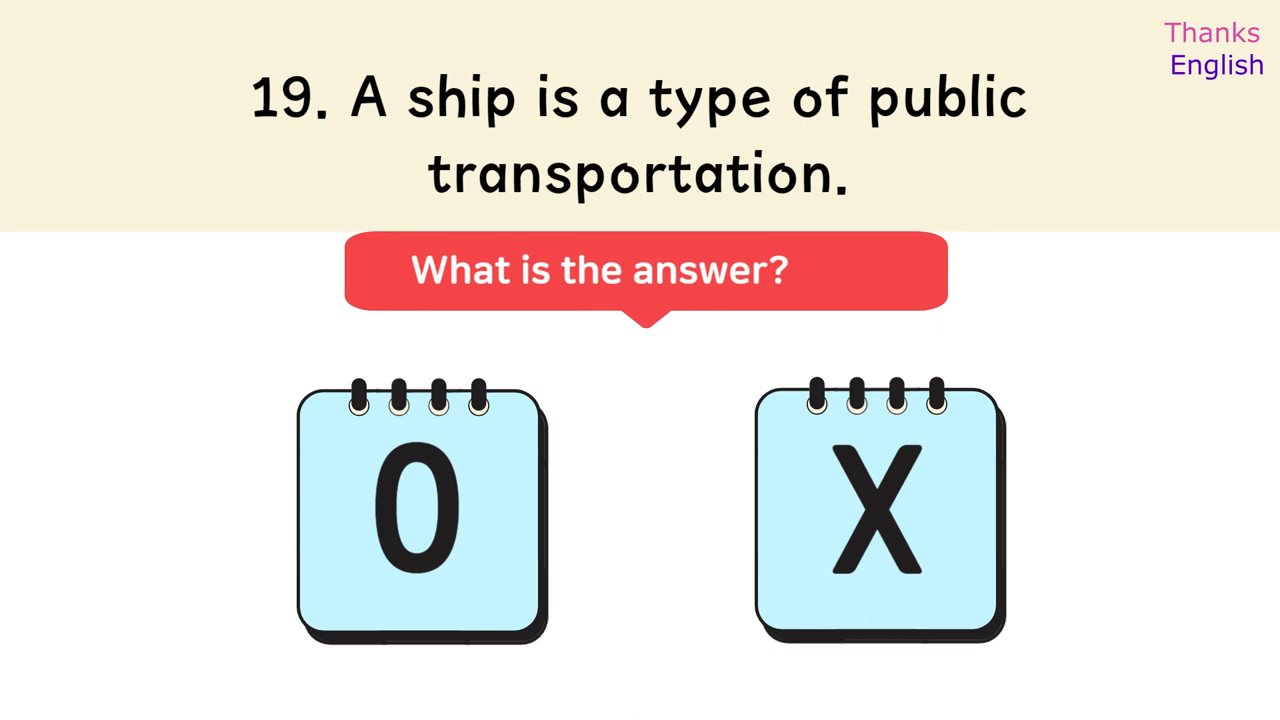 Thanks
English
19. A ship is a type of public
transportation.
What is the answer?
O
X